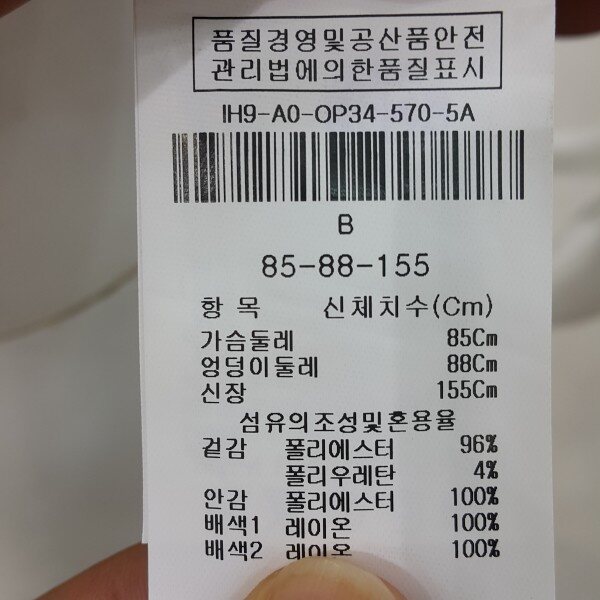 품질경영및공산품안전
관리법에의한품질표시
IH9-A0-OP34-570-5A
B
85-88-155
항 목 신체치수(Cm)
가슴둘레 85Cm
엉덩이둘레 88Cm
신장 155Cm
섬유의조성및혼용율
겉감 폴리에스터 96%
폴리우레탄 4%
안감 폴리에스터 100%
배색1 레이온 100%
배색2 레이온 100%